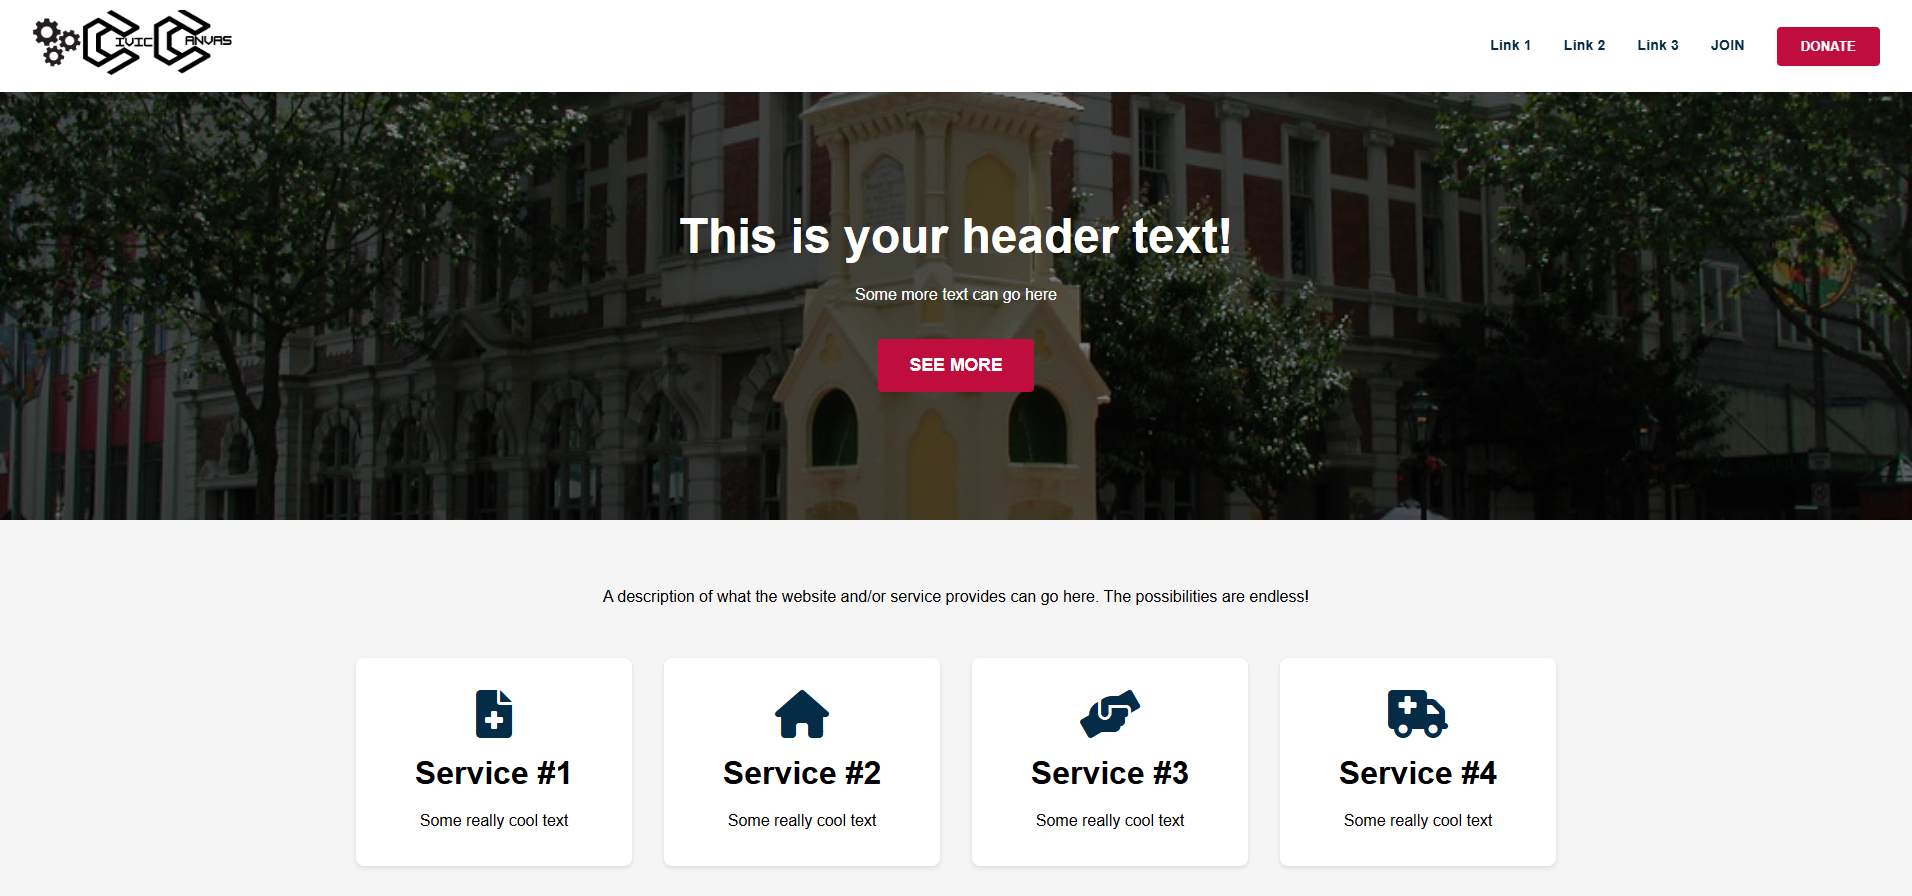 CIVIC CANVAS
Link 1 Link 2 Link 3 JOIN DONATE
This is your header text!
Some more text can go here
SEE MORE
A description of what the website and/or service provides can go here. The possibilities are endless!
Service #1 Service #2 Service #3 Service #4
Some really cool text Some really cool text Some really cool text Some really cool text